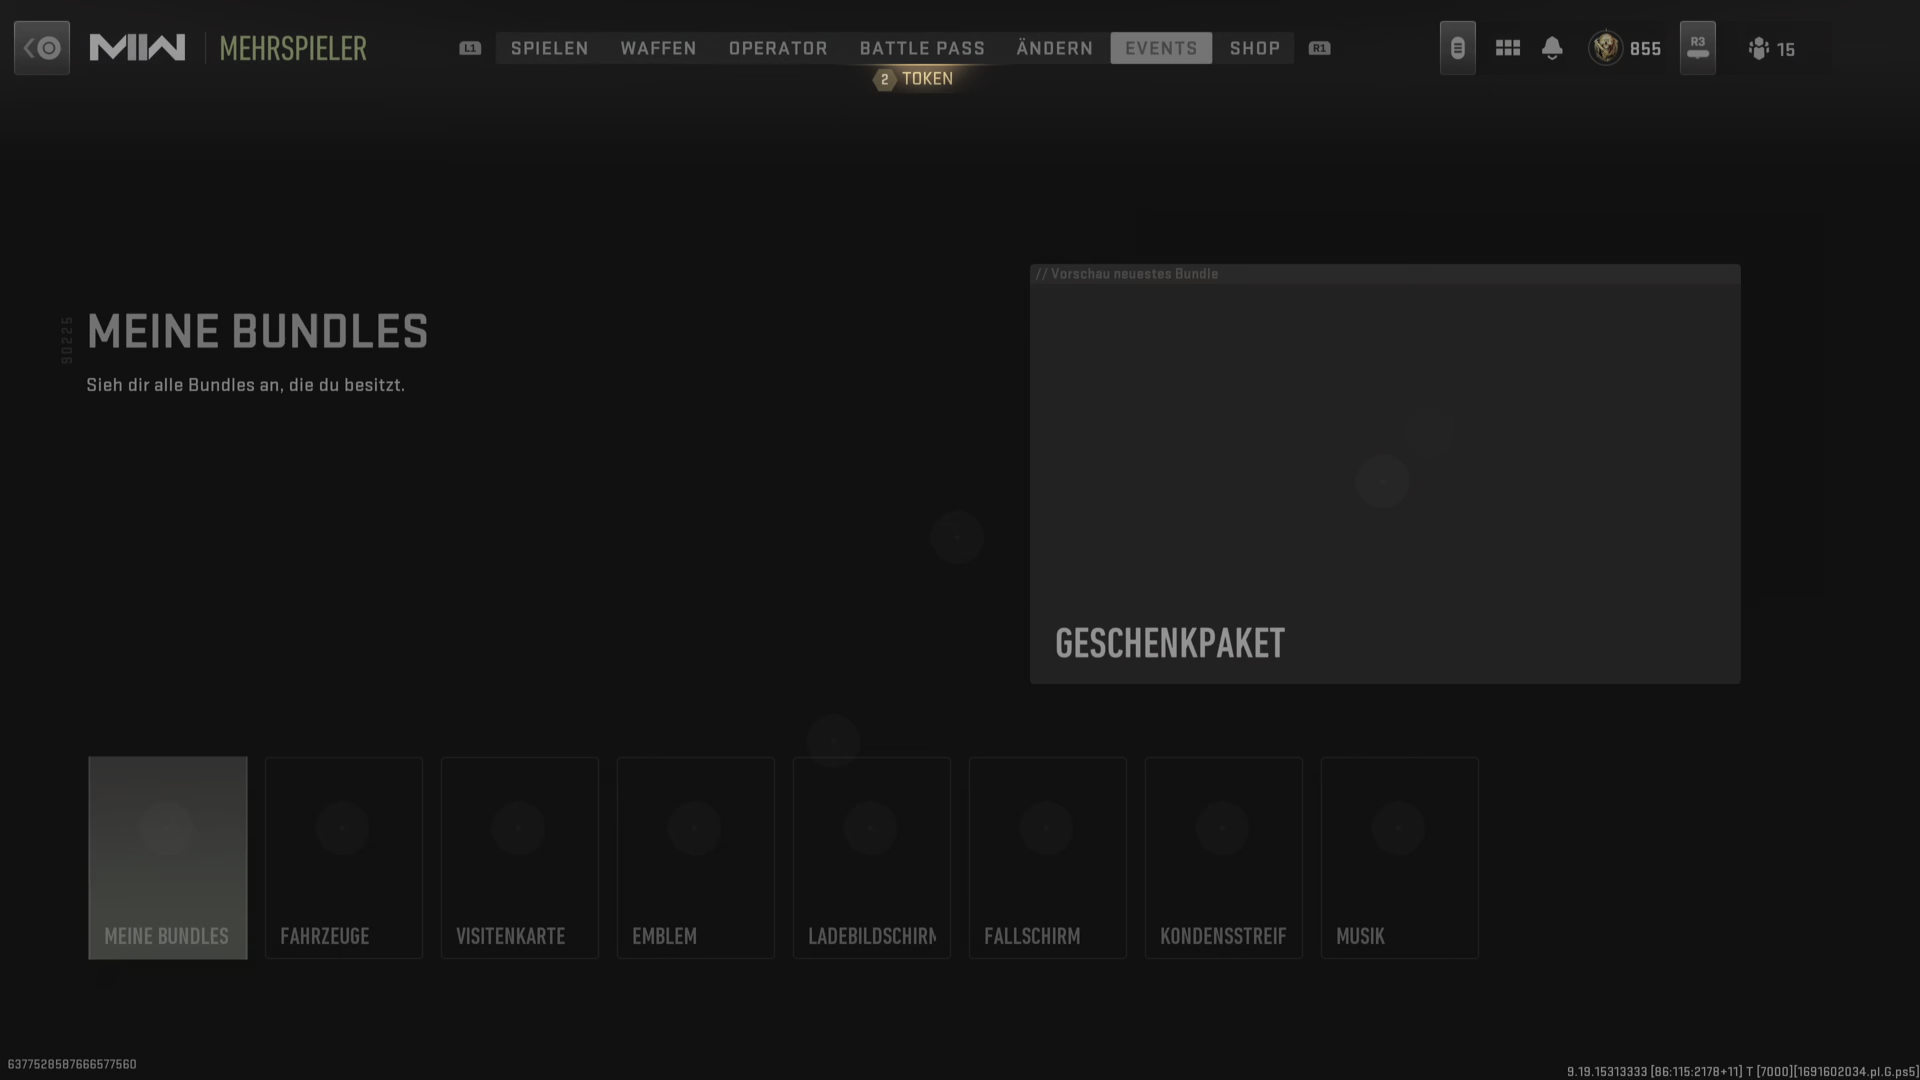 MW MEHRSPIELER
L1 SPIELEN WAFFEN OPERATOR BATTLE PASS ÄNDERN EVENTS SHOP R1
855 R3 15
2 TOKEN
// Vorschau neuestes Bundle
90225
MEINE BUNDLES
Sieh dir alle Bundles an, die du besitzt.
GESCHENKPAKET
MEINE BUNDLES FAHRZEUGE VISITENKARTE EMBLEM LADEBILDSCHIRM FALLSCHIRM KONDENSSTREIF MUSIK
6377528587666577560
9.19.15313333 [86:115:2178+11] T [7000][1691602034.pl.G.ps5]